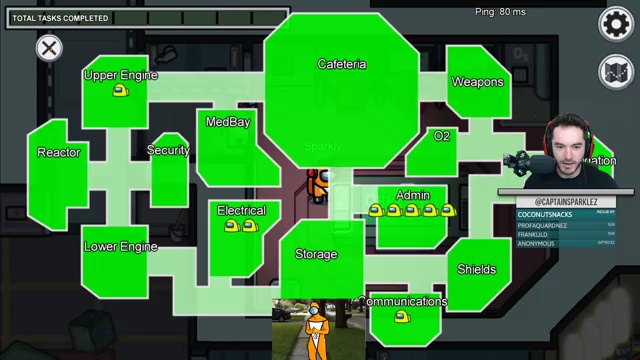 TOTAL TASKS COMPLETED
Ping: 80 ms
Cafeteria
Upper Engine
Weapons
MedBay
O2
Reactor
Security
Sparkly
Admin
Electrical
Lower Engine
Storage
Shields
Communications
@CAPTAINSPARKLEZ
COCONUTSNACKS
PROFAQUARDNEZ
FRANKLILD
ANONYMOUS